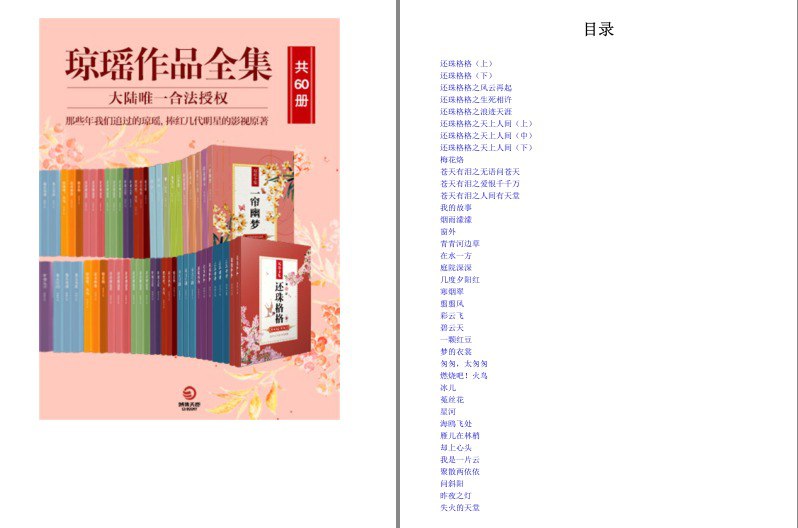 琼瑶作品全集
共60册
大陆唯一合法授权
那些年我们追过的琼瑶, 捧红几代明星的影视原著
一帘幽梦
还珠格格
目录
还珠格格（上）
还珠格格（下）
还珠格格之风云再起
还珠格格之生死相许
还珠格格之浪迹天涯
还珠格格之天上人间（上）
还珠格格之天上人间（中）
还珠格格之天上人间（下）
梅花烙
苍天有泪之无语问苍天
苍天有泪之爱恨千千万
苍天有泪之人间有天堂
我的故事
烟雨濛濛
窗外
青青河边草
在水一方
庭院深深
几度夕阳红
寒烟翠
翦翦风
彩云飞
碧云天
一颗红豆
梦的衣裳
匆匆，太匆匆
燃烧吧！火鸟
冰儿
菟丝花
星河
海鸥飞处
雁儿在林梢
却上心头
我是一片云
聚散两依依
问斜阳
昨夜之灯
失火的天堂